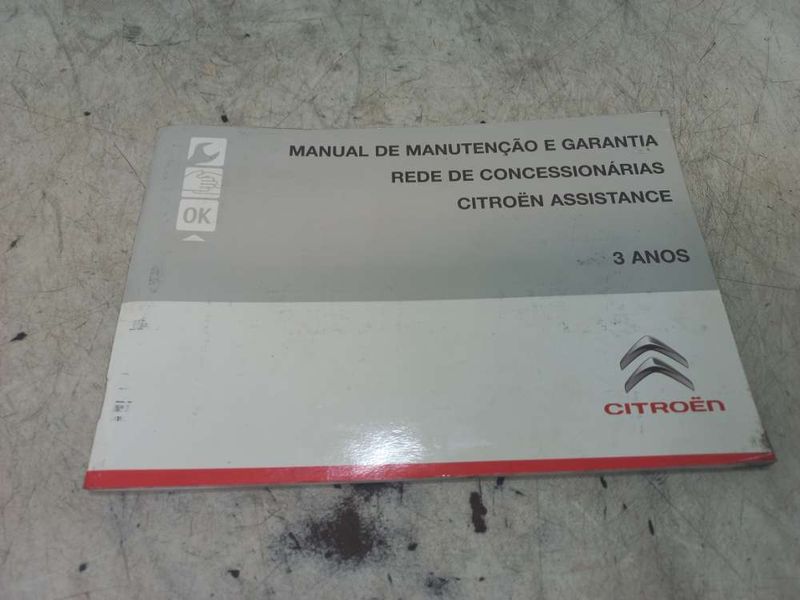 MANUAL DE MANUTENÇÃO E GARANTIA
REDE DE CONCESSIONÁRIAS
CITROËN ASSISTANCE
OK
3 ANOS
CITROËN